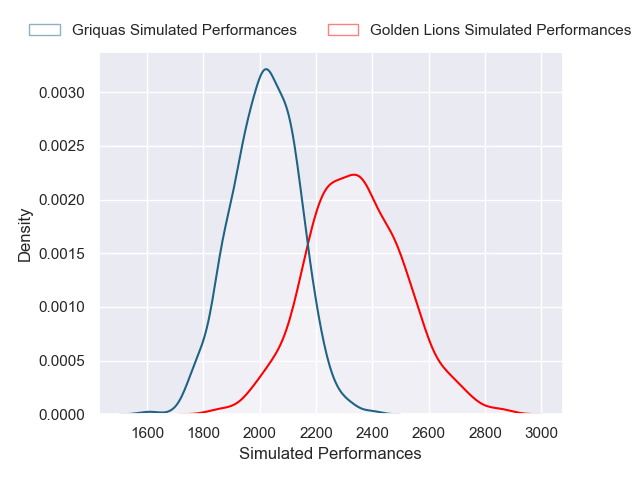 Griquas Simulated Performances
Golden Lions Simulated Performances
0.0030
0.0025
0.0020
0.0015
0.0010
0.0005
0.0000
Density
1600 1800 2000 2200 2400 2600 2800 3000
Simulated Performances